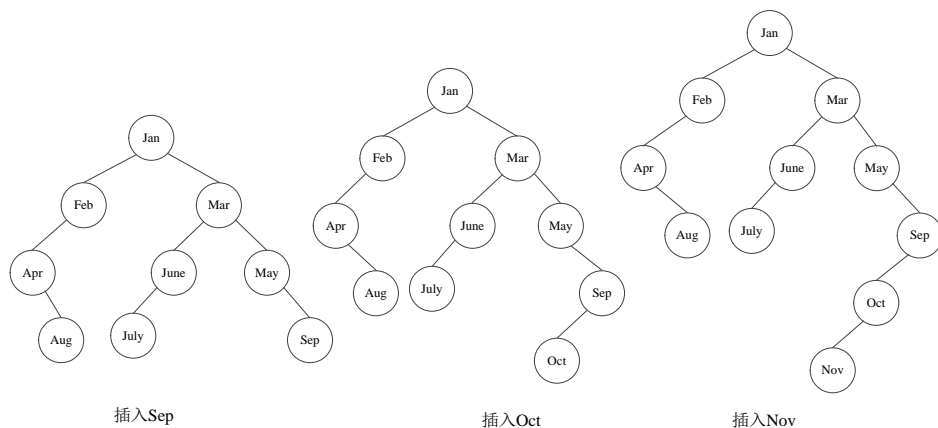 Jan
Feb
Mar
Apr
June
May
Aug
July
Sep
插入Sep
Jan
Feb
Mar
Apr
June
May
Aug
July
Sep
Oct
插入Oct
Jan
Feb
Mar
Apr
June
May
Aug
July
Sep
Oct
Nov
插入Nov